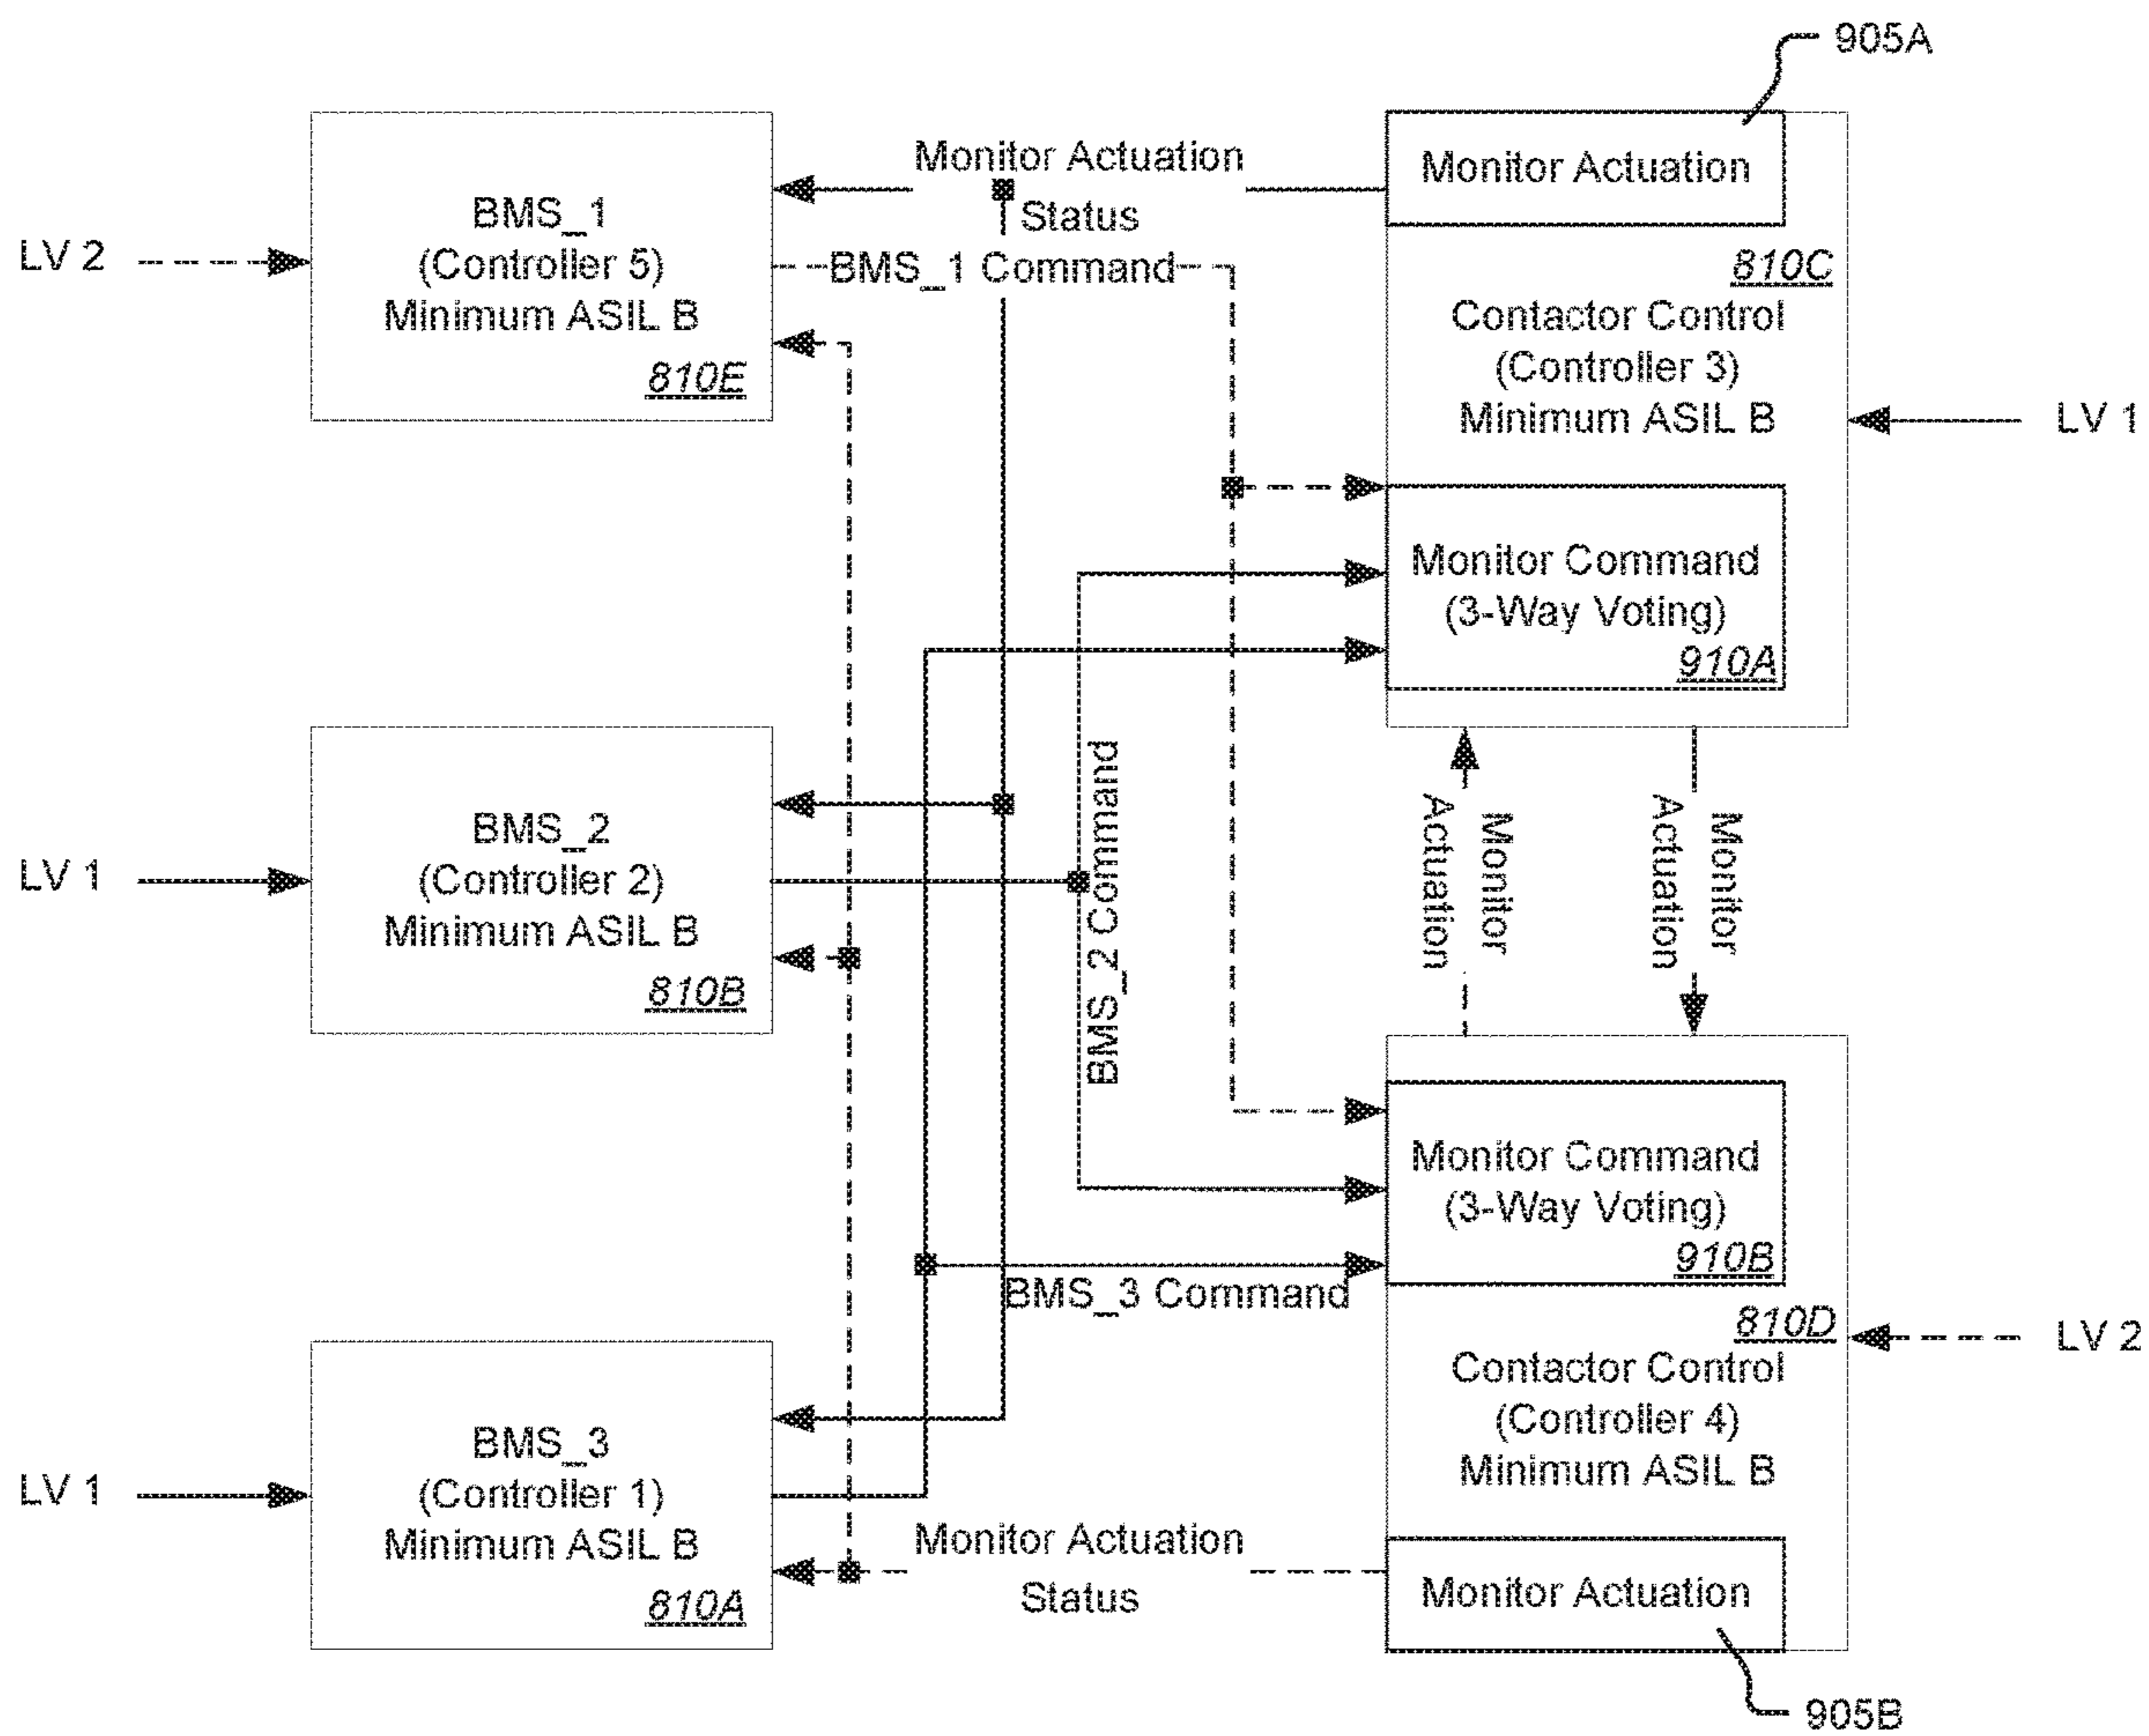 905A
Monitor Actuation
Status
Monitor Actuation
LV 2
BMS_1
(Controller 5)
Minimum ASIL B
810E
BMS_1 Command
810C
Contactor Control
(Controller 3)
Minimum ASIL B
LV 1
Monitor Command
(3-Way Voting)
910A
LV 1
BMS_2
(Controller 2)
Minimum ASIL B
810B
BMS_2 Command
Monitor
Actuation
Monitor
Actuation
Monitor Command
(3-Way Voting)
910B
BMS_3 Command
810D
Contactor Control
(Controller 4)
Minimum ASIL B
LV 2
LV 1
BMS_3
(Controller 1)
Minimum ASIL B
810A
Monitor Actuation
Status
Monitor Actuation
905B